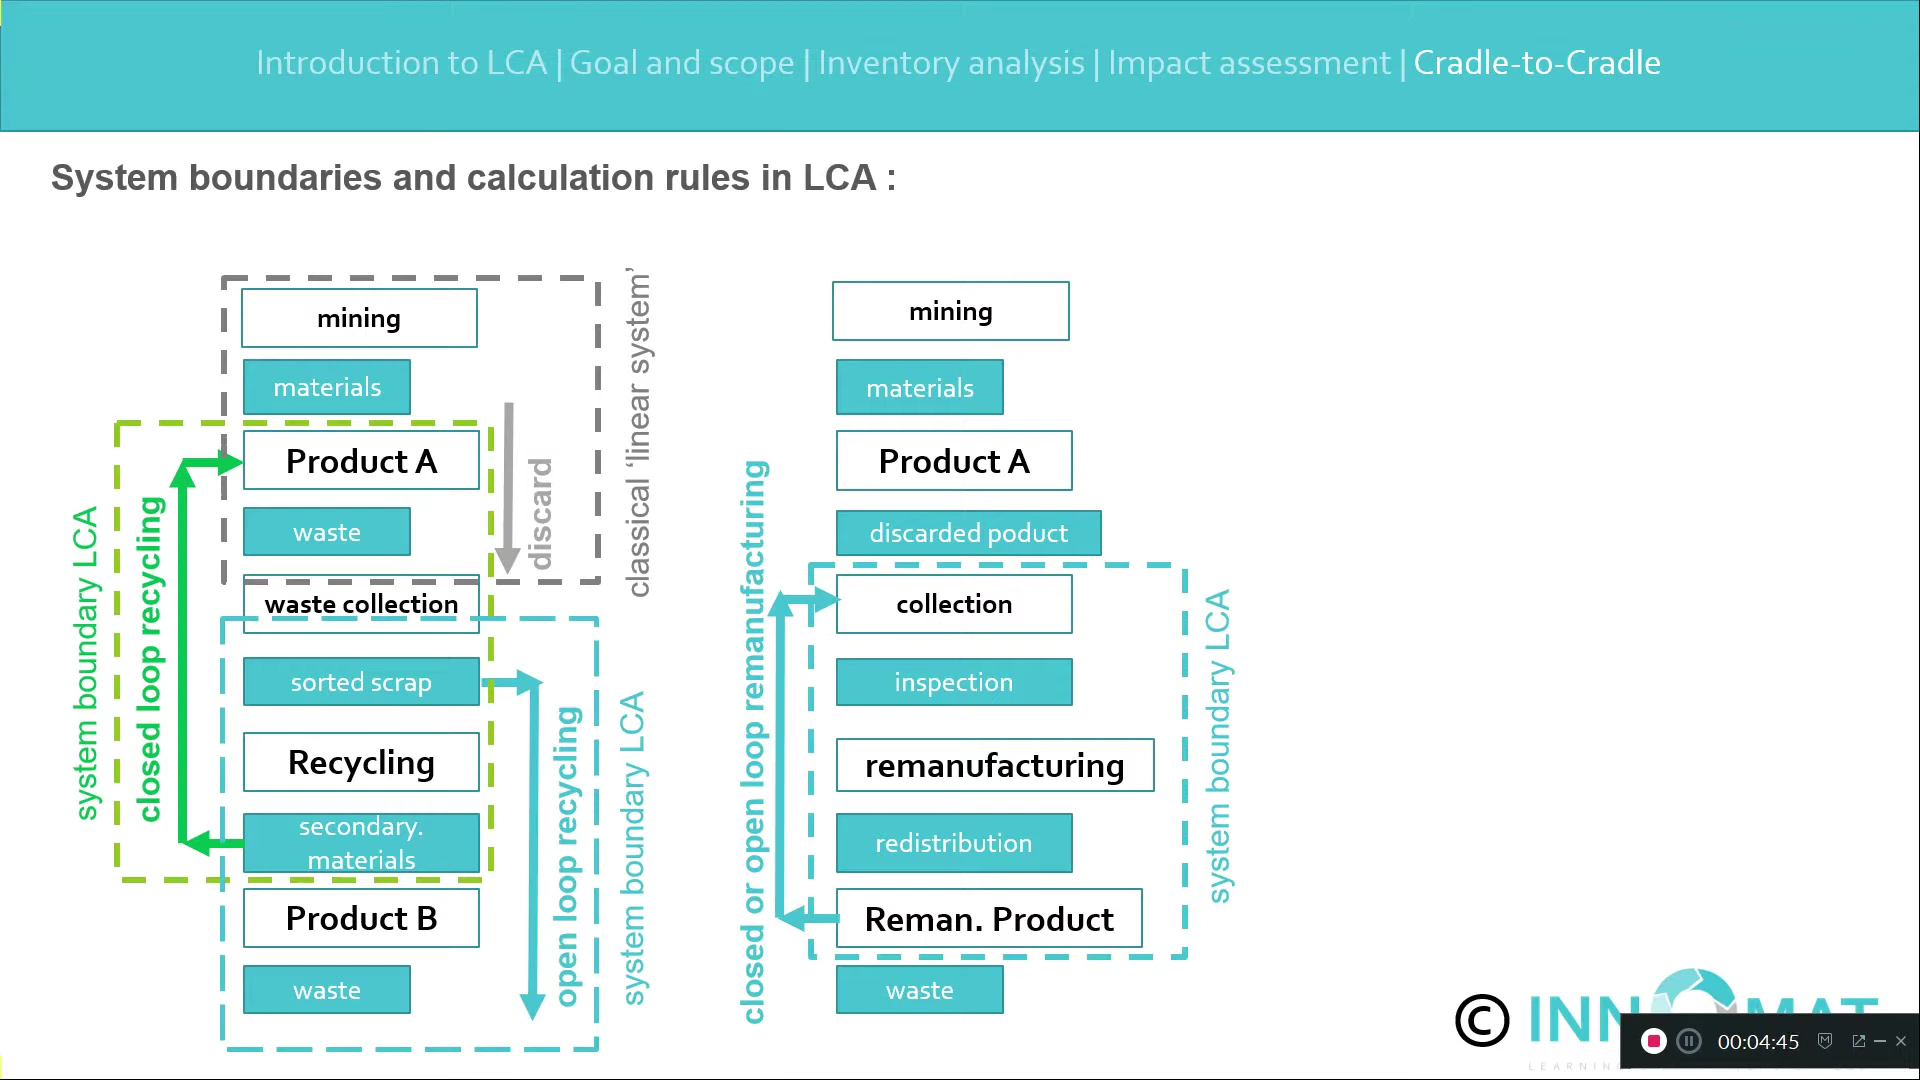 Introduction to LCA | Goal and scope | Inventory analysis | Impact assessment | Cradle-to-Cradle
System boundaries and calculation rules in LCA :
mining
materials
Product A
waste
waste collection
sorted scrap
Recycling
secondary.
materials
Product B
waste
system boundary LCA
closed loop recycling
discard
classical ‘linear system’
open loop recycling
system boundary LCA
mining
materials
Product A
discarded poduct
collection
inspection
remanufacturing
redistribution
Reman. Product
waste
closed or open loop remanufacturing
system boundary LCA
©
00:04:45